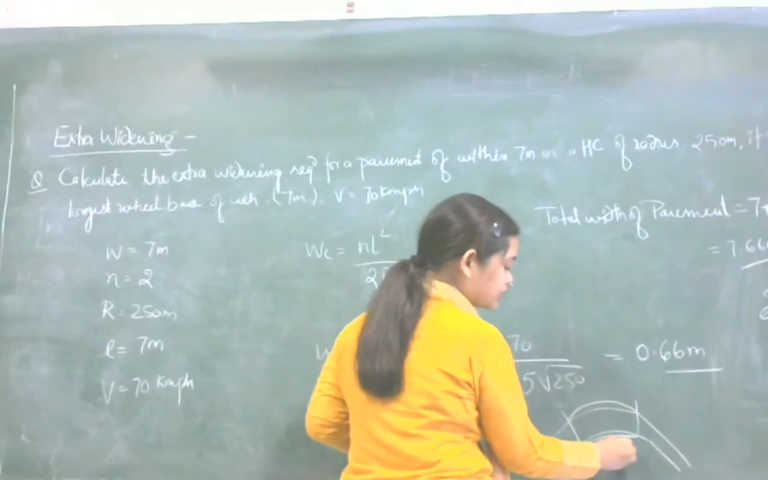 Extra Widening -
Q Calculate the extra widening reqd for a pavement of width 7m on a HC of radius 250m, if
longest wheel base of veh. (7m). V = 70kmph
W = 7m
n = 2
R = 250m
l = 7m
V = 70 kmph
Wc = nl²
2
70
5√250
= 0.66m
Total width of Pavement = 7+
= 7.66